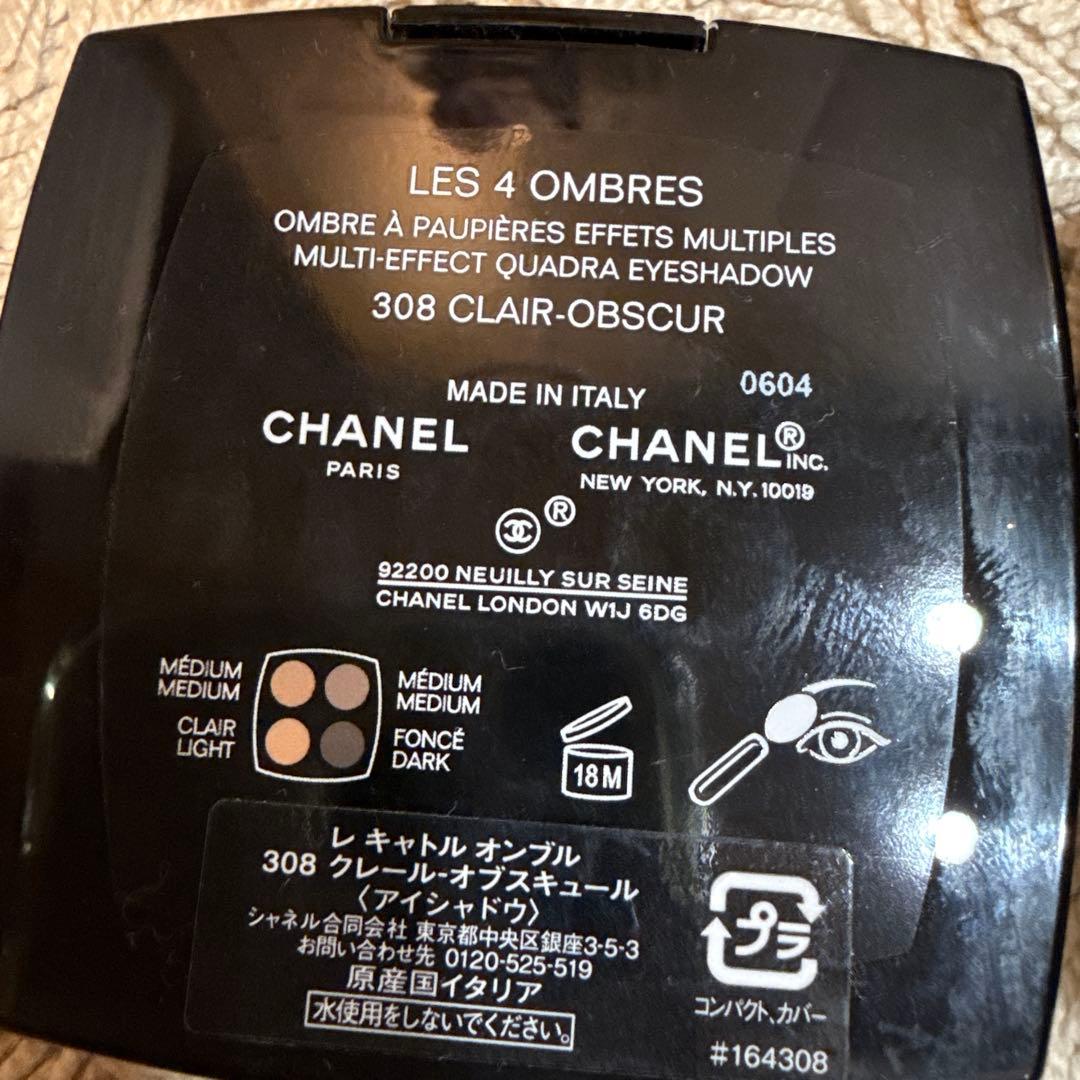 LES 4 OMBRES
OMBRE À PAUPIÈRES EFFETS MULTIPLES
MULTI-EFFECT QUADRA EYESHADOW
308 CLAIR-OBSCUR
MADE IN ITALY 0604
CHANEL
PARIS
CHANEL® INC.
NEW YORK, N.Y. 10019
®
92200 NEUILLY SUR SEINE
CHANEL LONDON W1J 6DG
MÉDIUM
MEDIUM
CLAIR
LIGHT
MÉDIUM
MEDIUM
FONCÉ
DARK
18M
レ キャトル オンブル
308 クレール-オブスキュール
〈アイシャドウ〉
シャネル合同会社 東京都中央区銀座3-5-3
お問い合わせ先 0120-525-519
原産国イタリア
水使用をしないでください。
プラ
コンパクト、カバー
#164308